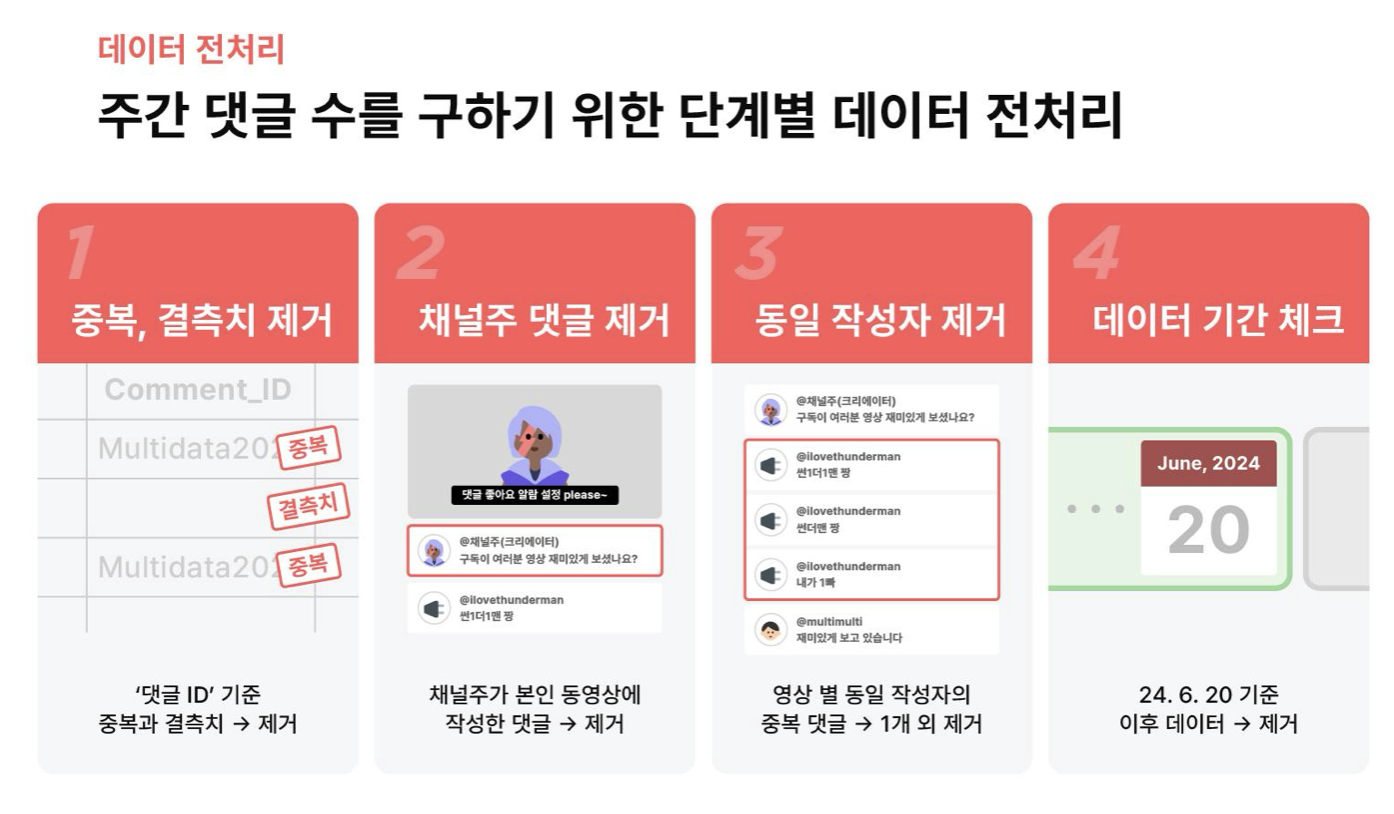 데이터 전처리
주간 댓글 수를 구하기 위한 단계별 데이터 전처리
1
중복, 결측치 제거
Comment_ID
Multidata202
중복
결측치
Multidata202
중복
‘댓글 ID’ 기준
중복과 결측치 → 제거
2
채널주 댓글 제거
댓글 좋아요 알람 설정 please~
@채널주(크리에이터)
구독이 여러분 영상 재미있게 보셨나요?
@ilovethunderman
썬1더1맨 짱
채널주가 본인 동영상에
작성한 댓글 → 제거
3
동일 작성자 제거
@채널주(크리에이터)
구독이 여러분 영상 재미있게 보셨나요?
@ilovethunderman
썬1더1맨 짱
@ilovethunderman
썬더맨 짱
@ilovethunderman
내가 1빠
@multimulti
재미있게 보고 있습니다
영상 별 동일 작성자의
중복 댓글 → 1개 외 제거
4
데이터 기간 체크
• • •
June, 2024
20
24. 6. 20 기준
이후 데이터 → 제거